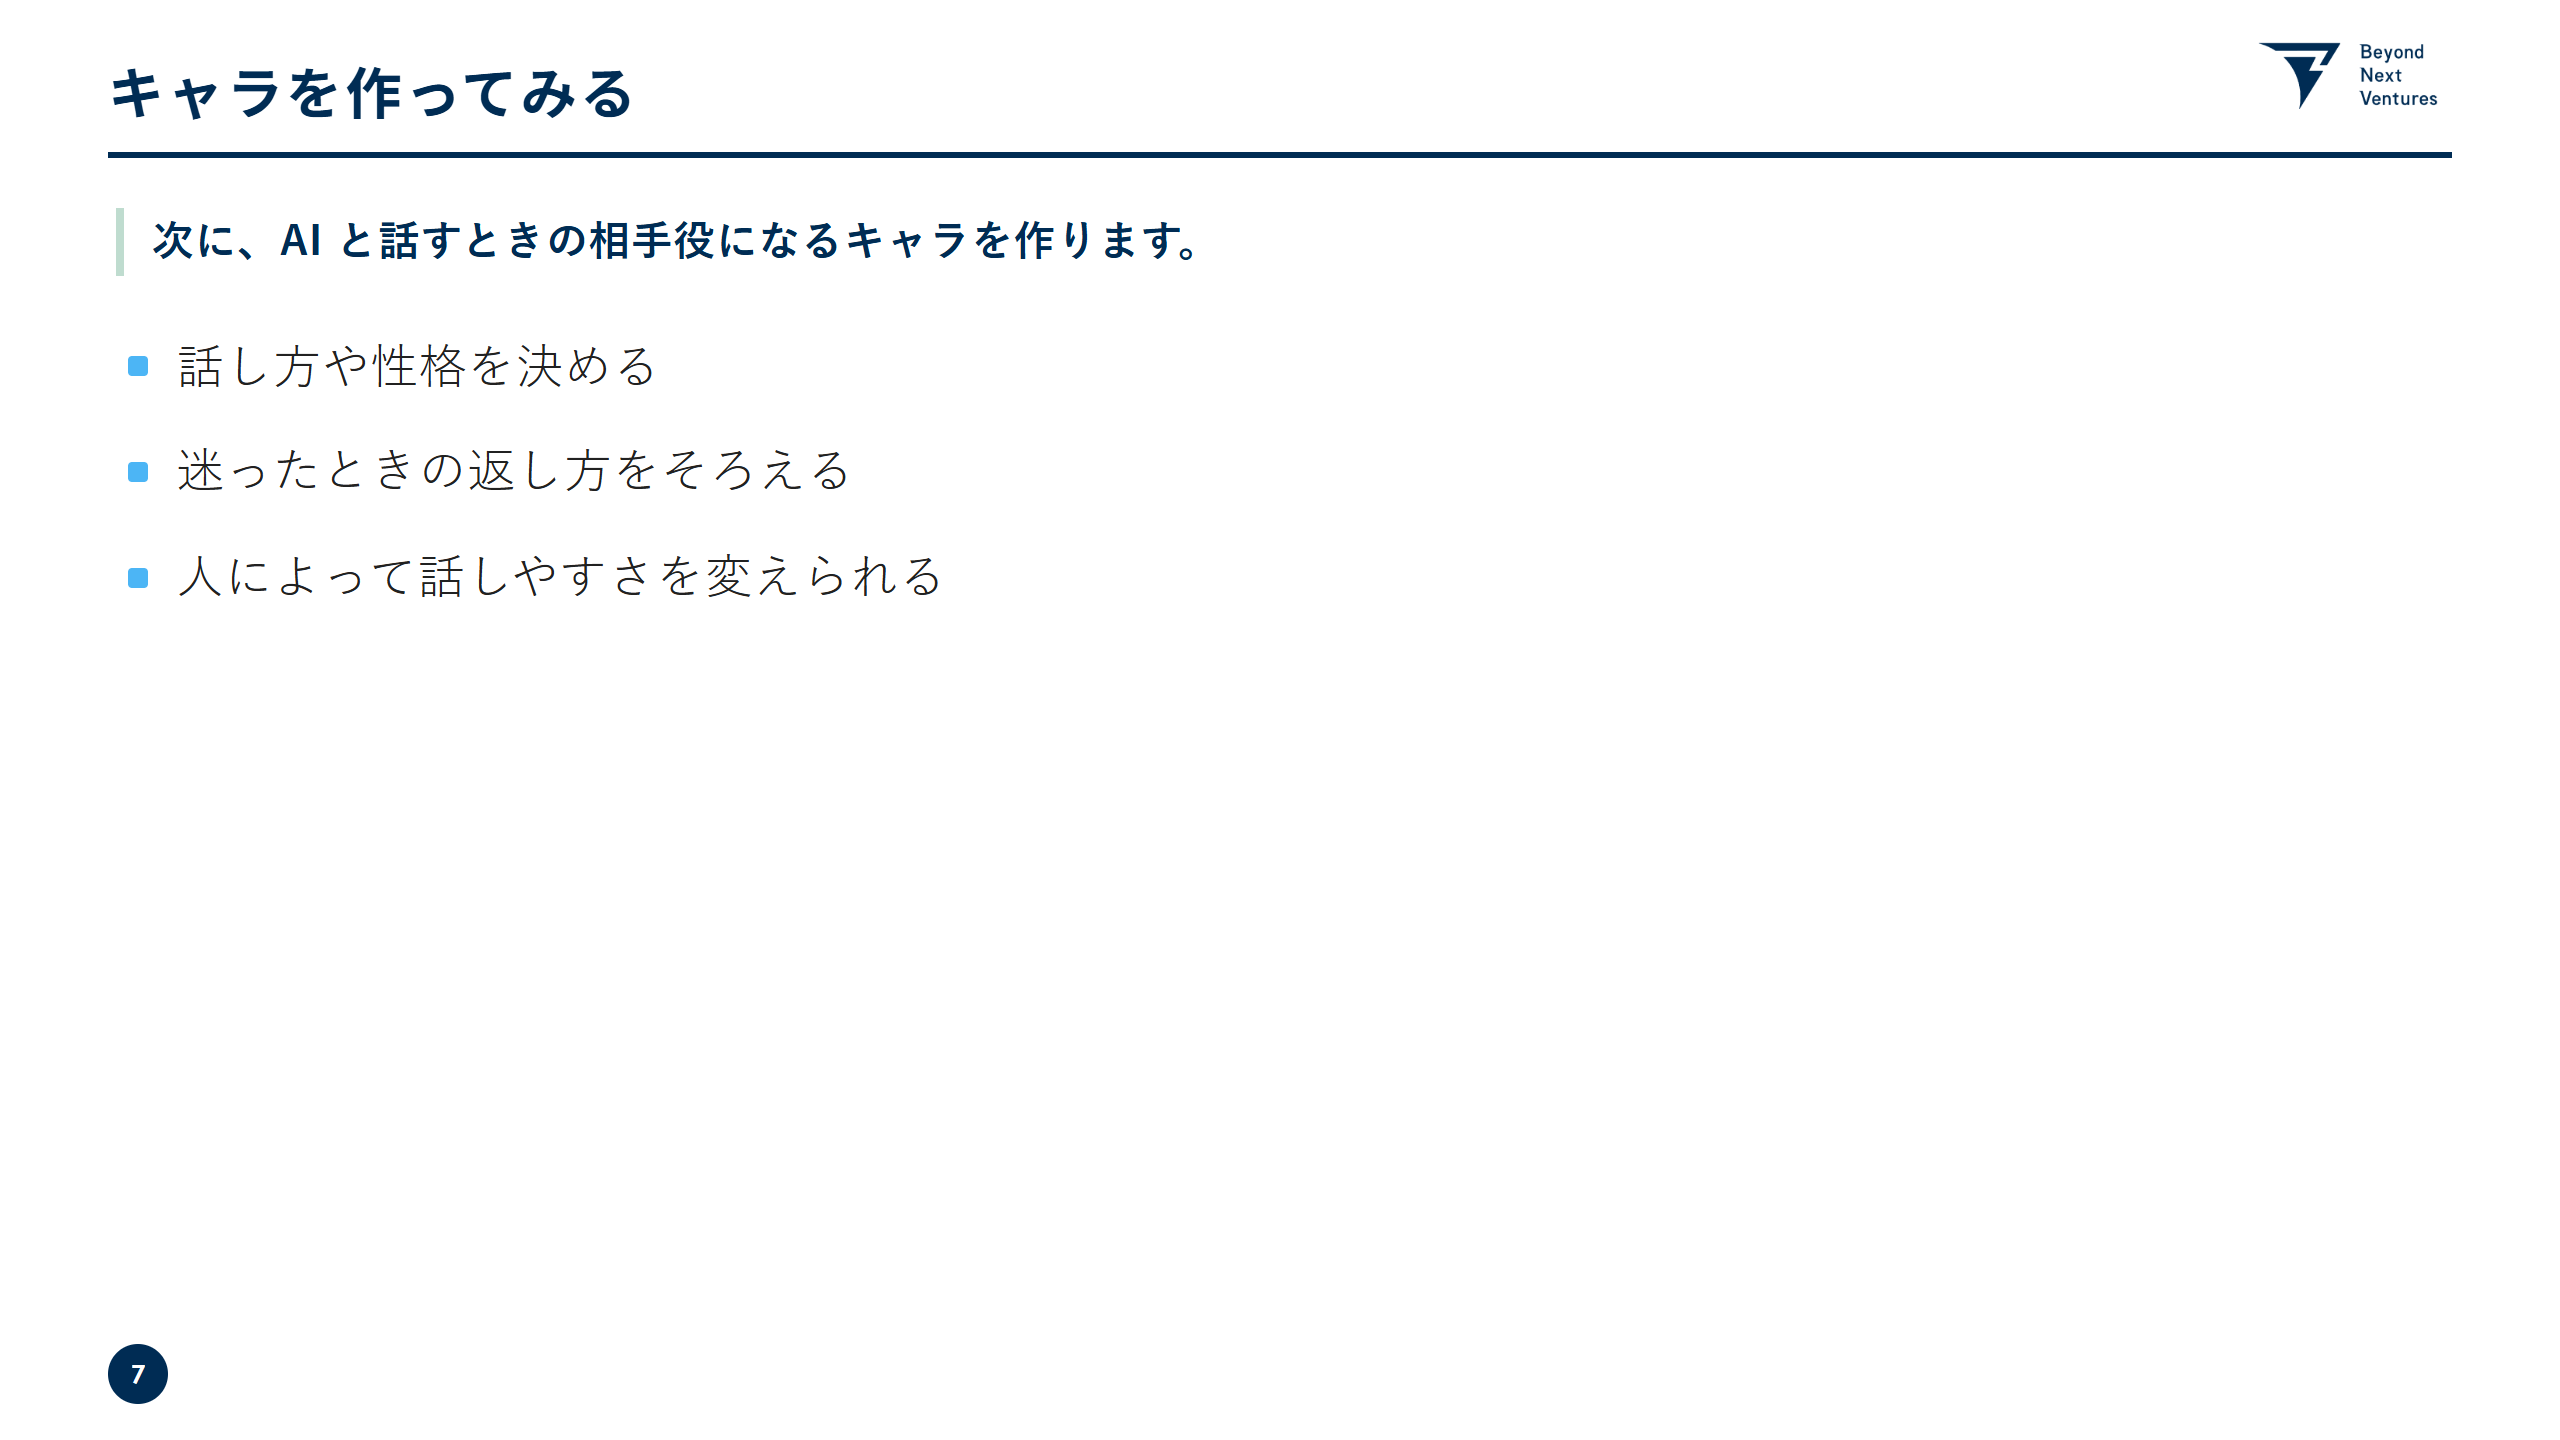 キャラを作ってみる
Beyond
Next
Ventures
次に、AI と話すときの相手役になるキャラを作ります。
話し方や性格を決める
迷ったときの返し方をそろえる
人によって話しやすさを変えられる
7